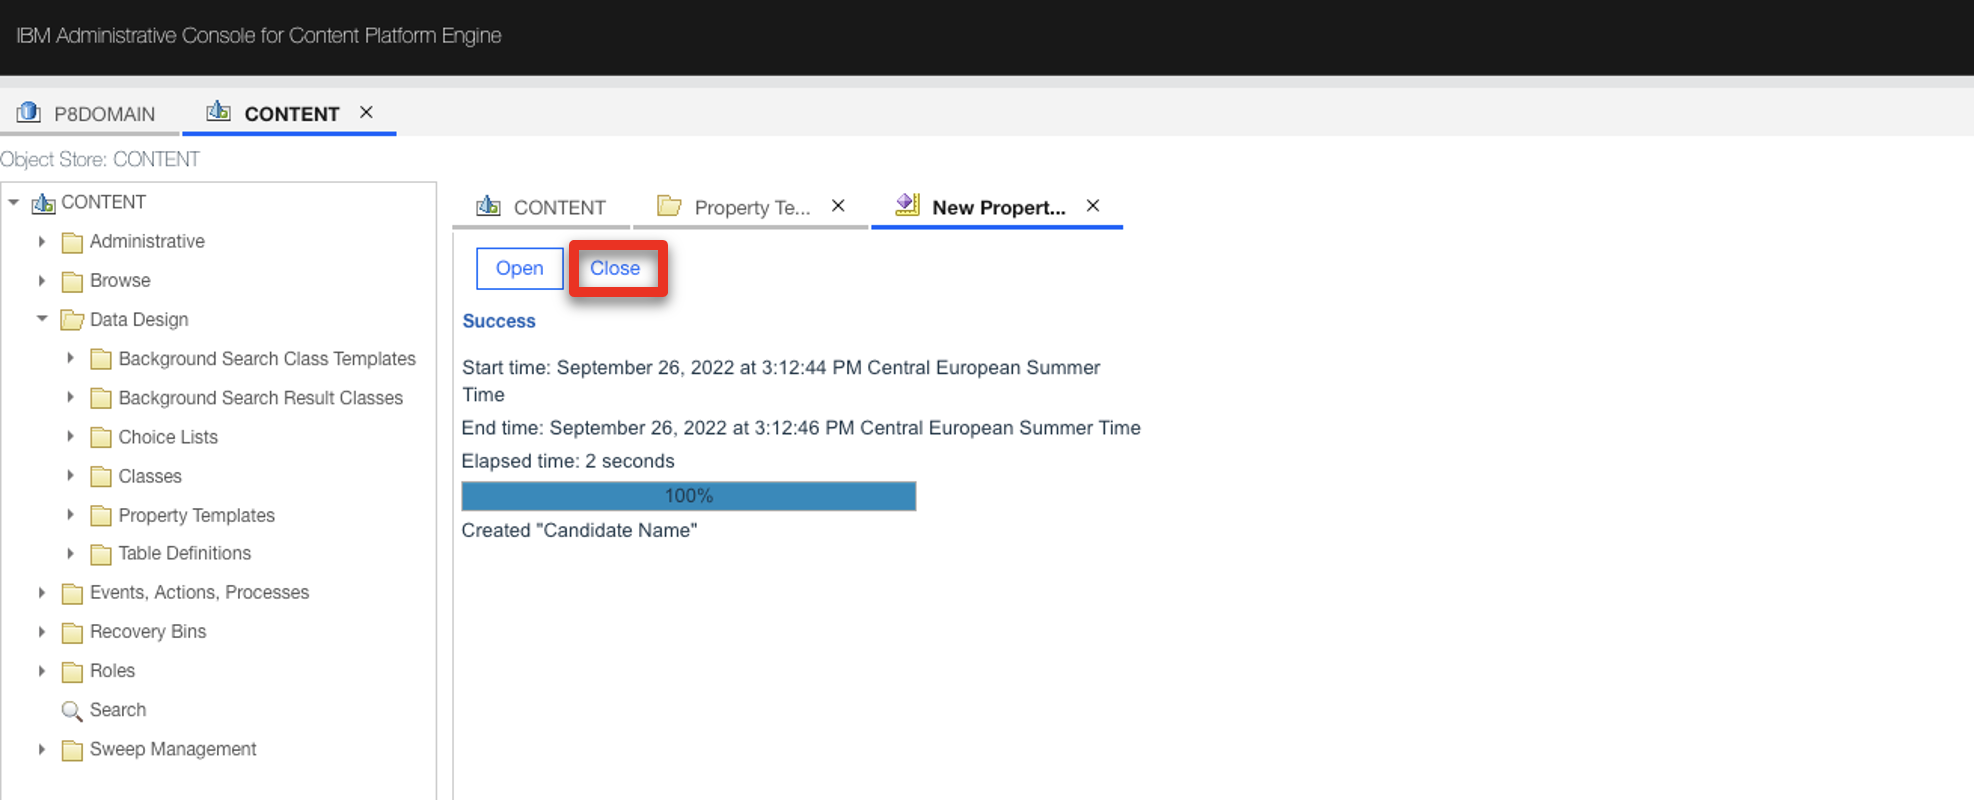 IBM Administrative Console for Content Platform Engine
P8DOMAIN
CONTENT
Object Store: CONTENT
CONTENT
Administrative
Browse
Data Design
Background Search Class Templates
Background Search Result Classes
Choice Lists
Classes
Property Templates
Table Definitions
Events, Actions, Processes
Recovery Bins
Roles
Search
Sweep Management
CONTENT
Property Te...
New Propert...
Open
Close
Success
Start time: September 26, 2022 at 3:12:44 PM Central European Summer
Time
End time: September 26, 2022 at 3:12:46 PM Central European Summer Time
Elapsed time: 2 seconds
100%
Created "Candidate Name"